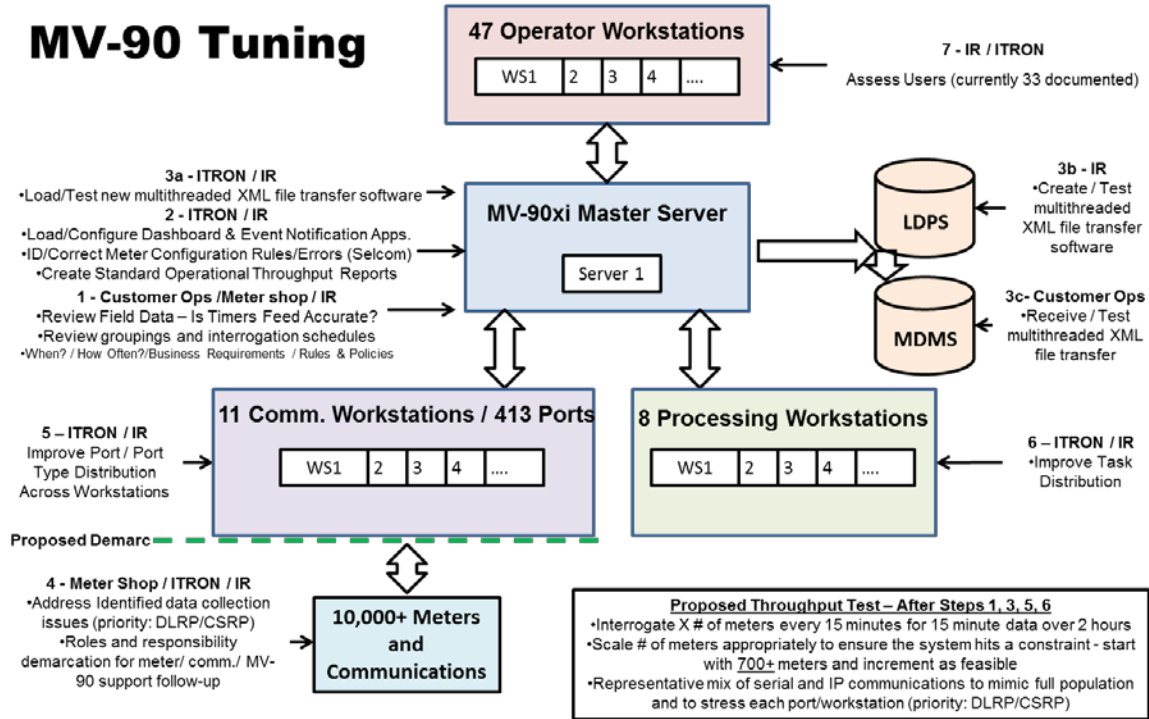 MV-90 Tuning
47 Operator Workstations
WS1 2 3 4 ....
7 - IR / ITRON
Assess Users (currently 33 documented)
3a - ITRON / IR
•Load/Test new multithreaded XML file transfer software
2 - ITRON / IR
•Load/Configure Dashboard & Event Notification Apps.
•ID/Correct Meter Configuration Rules/Errors (Selcom)
•Create Standard Operational Throughput Reports
1 - Customer Ops /Meter shop / IR
•Review Field Data – Is Timers Feed Accurate?
•Review groupings and interrogation schedules
•When? / How Often?/Business Requirements / Rules & Policies
MV-90xi Master Server
Server 1
LDPS
MDMS
3b - IR
•Create / Test
multithreaded
XML file transfer
software
3c- Customer Ops
•Receive / Test
multithreaded XML
file transfer
11 Comm. Workstations / 413 Ports
WS1 2 3 4 ....
8 Processing Workstations
WS1 2 3 4 ....
5 – ITRON / IR
Improve Port / Port
Type Distribution
Across Workstations
6 – ITRON / IR
•Improve Task
Distribution
Proposed Demarc
4 - Meter Shop / ITRON / IR
•Address Identified data collection
issues (priority: DLRP/CSRP)
•Roles and responsibility
demarcation for meter/ comm./ MV-
90 support follow-up
10,000+ Meters
and
Communications
Proposed Throughput Test – After Steps 1, 3, 5, 6
•Interrogate X # of meters every 15 minutes for 15 minute data over 2 hours
•Scale # of meters appropriately to ensure the system hits a constraint - start
with 700+ meters and increment as feasible
•Representative mix of serial and IP communications to mimic full population
and to stress each port/workstation (priority: DLRP/CSRP)